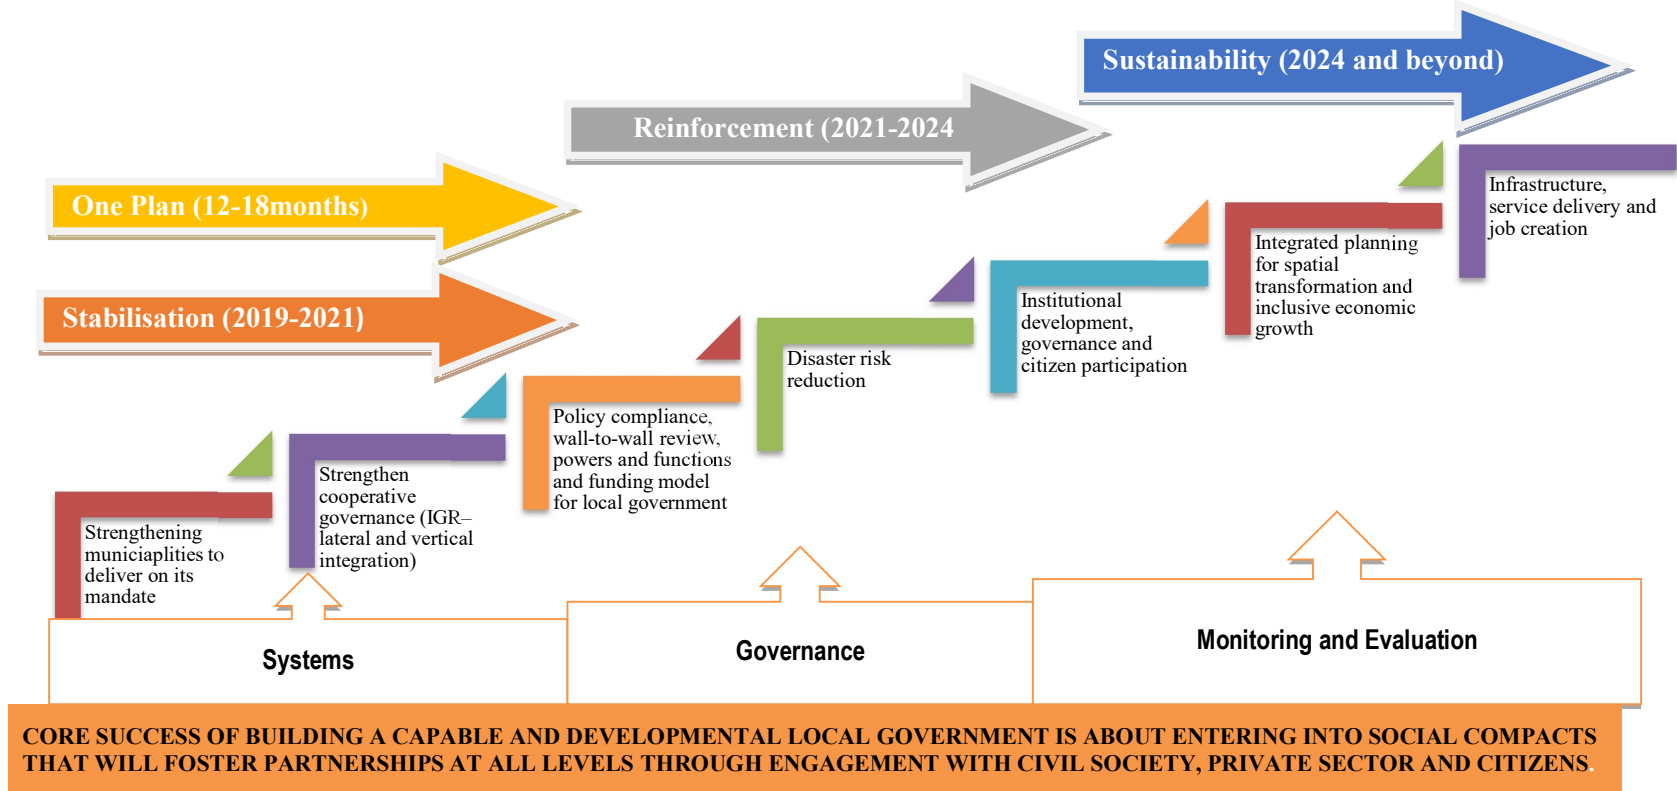 Sustainability (2024 and beyond)
Reinforcement (2021-2024
One Plan (12-18months)
Stabilisation (2019-2021)
Strengthening
municiaplities to
deliver on its
mandate
Strengthen
cooperative
governance (IGR–
lateral and vertical
integration)
Policy compliance,
wall-to-wall review,
powers and functions
and funding model
for local government
Disaster risk
reduction
Institutional
development,
governance and
citizen participation
Integrated planning
for spatial
transformation and
inclusive economic
growth
Infrastructure,
service delivery and
job creation
Systems
Governance
Monitoring and Evaluation
CORE SUCCESS OF BUILDING A CAPABLE AND DEVELOPMENTAL LOCAL GOVERNMENT IS ABOUT ENTERING INTO SOCIAL COMPACTS
THAT WILL FOSTER PARTNERSHIPS AT ALL LEVELS THROUGH ENGAGEMENT WITH CIVIL SOCIETY, PRIVATE SECTOR AND CITIZENS.